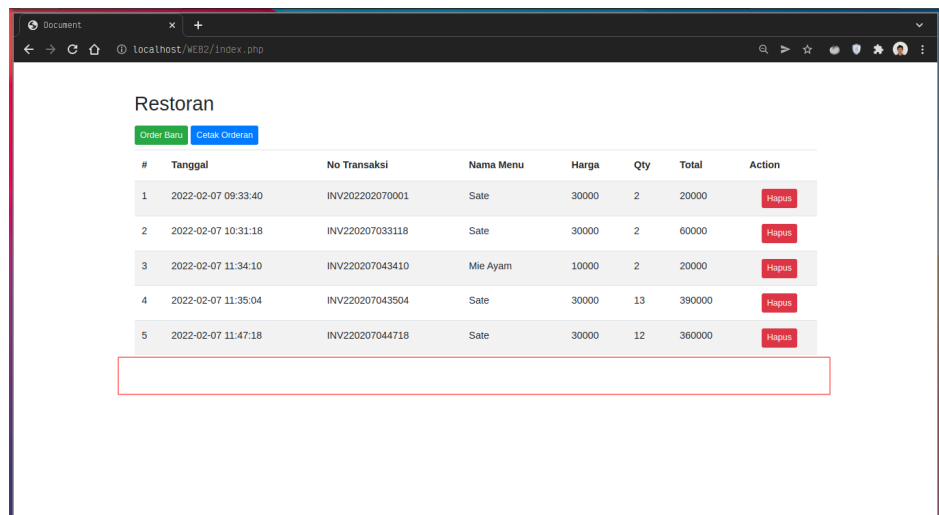 Document
localhost/WEB2/index.php
Restoran
Order Baru Cetak Orderan
# Tanggal No Transaksi Nama Menu Harga Qty Total Action
1 2022-02-07 09:33:40 INV202202070001 Sate 30000 2 20000 Hapus
2 2022-02-07 10:31:18 INV220207033118 Sate 30000 2 60000 Hapus
3 2022-02-07 11:34:10 INV220207043410 Mie Ayam 10000 2 20000 Hapus
4 2022-02-07 11:35:04 INV220207043504 Sate 30000 13 390000 Hapus
5 2022-02-07 11:47:18 INV220207044718 Sate 30000 12 360000 Hapus